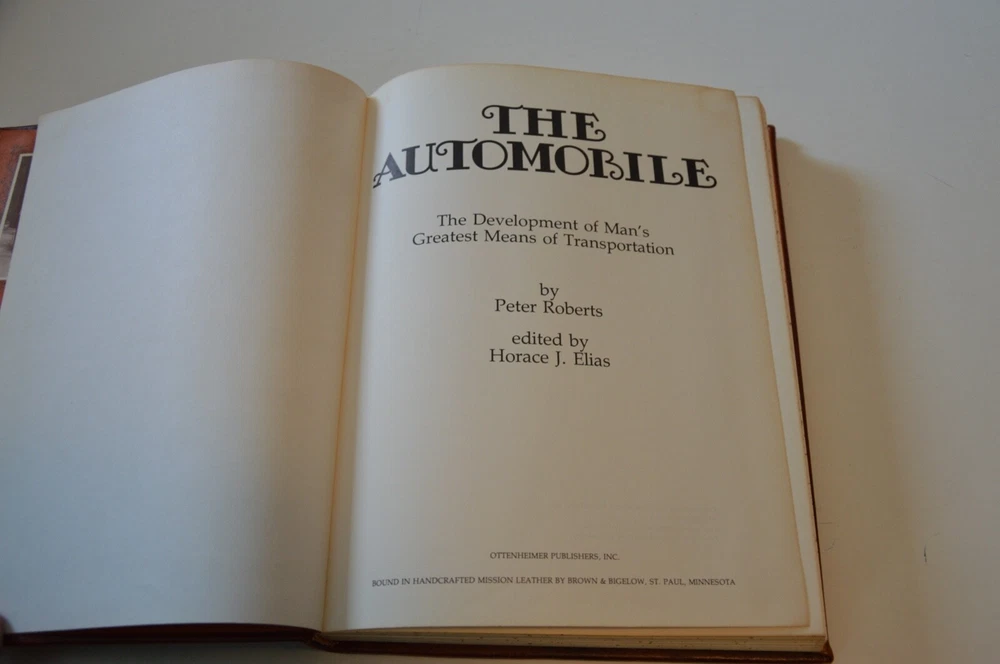 THE
AUTOMOBILE
The Development of Man's
Greatest Means of Transportation
by
Peter Roberts
edited by
Horace J. Elias
OTTENHEIMER PUBLISHERS, INC.
BOUND IN HANDCRAFTED MISSION LEATHER BY BROWN & BIGELOW, ST. PAUL, MINNESOTA